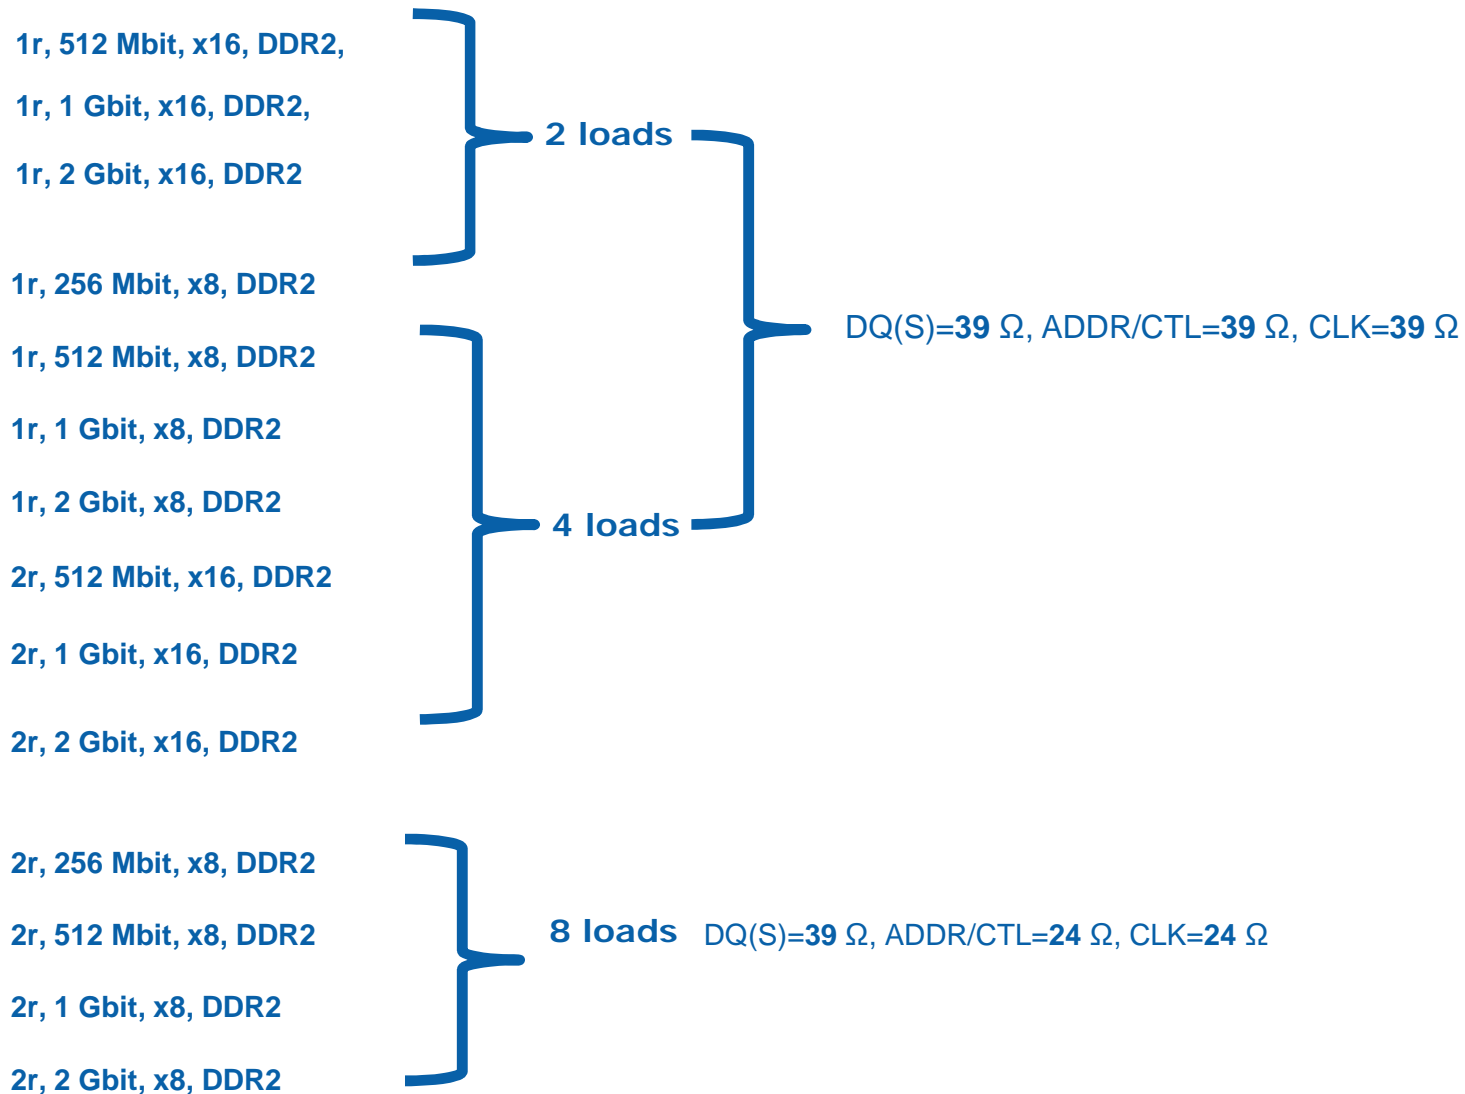 1r, 512 Mbit, x16, DDR2,
1r, 1 Gbit, x16, DDR2,
1r, 2 Gbit, x16, DDR2
2 loads
1r, 256 Mbit, x8, DDR2
1r, 512 Mbit, x8, DDR2
1r, 1 Gbit, x8, DDR2
1r, 2 Gbit, x8, DDR2
2r, 512 Mbit, x16, DDR2
2r, 1 Gbit, x16, DDR2
2r, 2 Gbit, x16, DDR2
4 loads
DQ(S)=39 Ω, ADDR/CTL=39 Ω, CLK=39 Ω
2r, 256 Mbit, x8, DDR2
2r, 512 Mbit, x8, DDR2
2r, 1 Gbit, x8, DDR2
2r, 2 Gbit, x8, DDR2
8 loads DQ(S)=39 Ω, ADDR/CTL=24 Ω, CLK=24 Ω